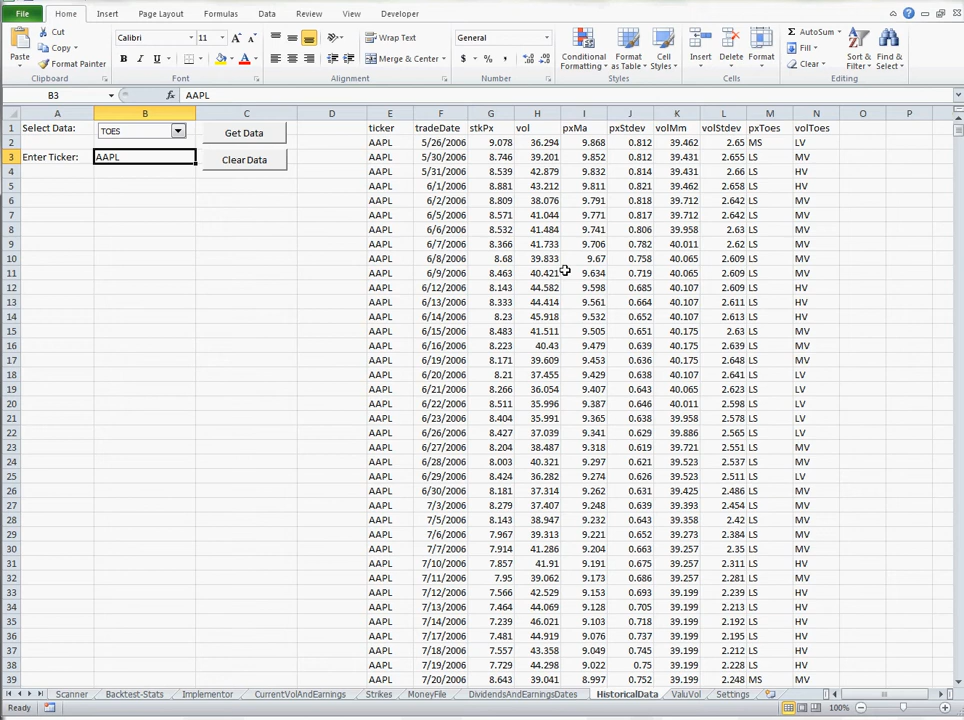 File Home Insert Page Layout Formulas Data Review View Developer
Cut Calibri 11 Wrap Text General AutoSum
Copy Fill
Paste Format Painter B I U Merge & Center $ % , Conditional Formatting Format as Table Cell Styles Insert Delete Format Clear Sort & Filter Find & Select
Clipboard Font Alignment Number Styles Cells Editing
B3 fx AAPL
A B C D E F G H I J K L M N O P
1 Select Data: TOES Get Data ticker tradeDate stkPx vol pxMa pxStdev volMm volStdev pxToes volToes
2 AAPL 5/26/2006 9.078 36.294 9.868 0.812 39.462 2.65 MS LV
3 Enter Ticker: AAPL Clear Data AAPL 5/30/2006 8.746 39.201 9.852 0.812 39.431 2.655 LS MV
4 AAPL 5/31/2006 8.539 42.879 9.832 0.814 39.431 2.66 LS HV
5 AAPL 6/1/2006 8.881 43.212 9.811 0.821 39.462 2.658 LS HV
6 AAPL 6/2/2006 8.809 38.076 9.791 0.818 39.712 2.642 LS MV
7 AAPL 6/5/2006 8.571 41.044 9.771 0.817 39.712 2.642 LS MV
8 AAPL 6/6/2006 8.532 41.484 9.741 0.806 39.958 2.63 LS MV
9 AAPL 6/7/2006 8.366 41.733 9.706 0.782 40.011 2.62 LS MV
10 AAPL 6/8/2006 8.68 39.833 9.67 0.758 40.065 2.609 LS MV
11 AAPL 6/9/2006 8.463 40.421 9.634 0.719 40.065 2.609 LS MV
12 AAPL 6/12/2006 8.143 44.582 9.598 0.685 40.107 2.609 LS HV
13 AAPL 6/13/2006 8.333 44.414 9.561 0.664 40.107 2.611 LS HV
14 AAPL 6/14/2006 8.23 45.918 9.532 0.652 40.107 2.613 LS HV
15 AAPL 6/15/2006 8.483 41.511 9.505 0.651 40.175 2.63 LS MV
16 AAPL 6/16/2006 8.223 40.43 9.479 0.639 40.175 2.639 LS MV
17 AAPL 6/19/2006 8.171 39.609 9.453 0.636 40.175 2.648 LS MV
18 AAPL 6/20/2006 8.21 37.455 9.429 0.638 40.107 2.641 LS LV
19 AAPL 6/21/2006 8.266 36.054 9.407 0.643 40.065 2.623 LS LV
20 AAPL 6/22/2006 8.511 35.996 9.387 0.646 40.011 2.598 LS LV
21 AAPL 6/23/2006 8.404 35.991 9.365 0.638 39.958 2.578 LS LV
22 AAPL 6/26/2006 8.427 37.039 9.341 0.629 39.886 2.565 LS LV
23 AAPL 6/27/2006 8.204 38.487 9.318 0.619 39.721 2.551 LS MV
24 AAPL 6/28/2006 8.003 40.321 9.297 0.621 39.462 2.537 LS MV
25 AAPL 6/29/2006 8.424 36.282 9.274 0.626 39.523 2.511 LS LV
26 AAPL 6/30/2006 8.181 37.314 9.262 0.631 39.425 2.486 LS MV
27 AAPL 7/3/2006 8.279 37.407 9.248 0.639 39.393 2.454 LS MV
28 AAPL 7/5/2006 8.143 38.947 9.232 0.643 39.358 2.42 LS MV
29 AAPL 7/6/2006 7.967 39.313 9.221 0.652 39.273 2.384 LS MV
30 AAPL 7/7/2006 7.914 41.286 9.204 0.663 39.257 2.35 LS MV
31 AAPL 7/10/2006 7.857 41.91 9.191 0.675 39.257 2.311 LS HV
32 AAPL 7/11/2006 7.95 39.062 9.173 0.686 39.257 2.281 LS MV
33 AAPL 7/12/2006 7.566 42.529 9.153 0.693 39.199 2.239 LS HV
34 AAPL 7/13/2006 7.464 44.069 9.128 0.705 39.199 2.213 LS HV
35 AAPL 7/14/2006 7.239 46.021 9.103 0.718 39.199 2.192 LS HV
36 AAPL 7/17/2006 7.481 44.919 9.076 0.737 39.199 2.195 LS HV
37 AAPL 7/18/2006 7.557 43.358 9.049 0.745 39.199 2.212 LS HV
38 AAPL 7/19/2006 7.729 44.298 9.022 0.75 39.199 2.228 LS HV
39 AAPL 7/20/2006 8.643 39.041 8.997 0.752 39.199 2.248 MS MV
Scanner Backtest-Stats Implementor CurrentVolAndEarnings Strikes MoneyFile DividendsAndEarningsDates HistoricalData ValuVol Settings
Ready 100%